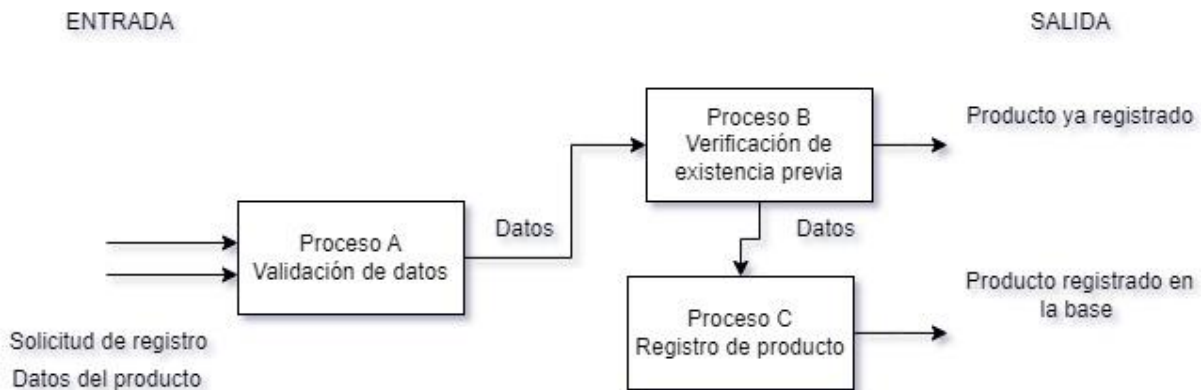 ENTRADA
SALIDA
Proceso B
Verificación de
existencia previa
Producto ya registrado
Proceso A
Validación de datos
Datos
Datos
Proceso C
Registro de producto
Producto registrado en
la base
Solicitud de registro
Datos del producto